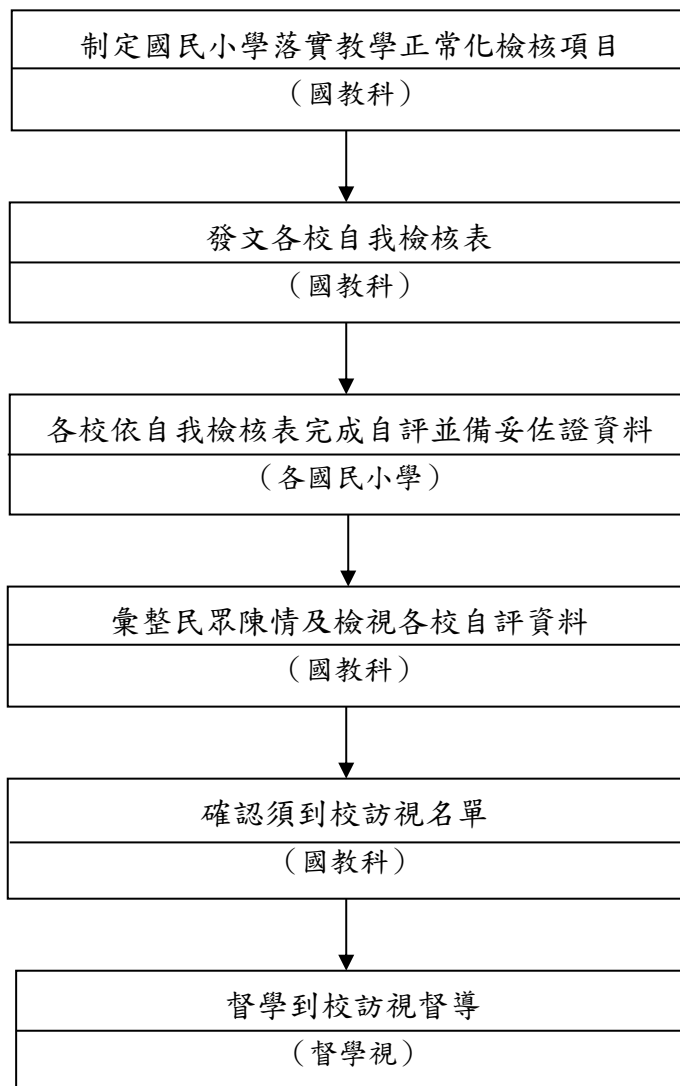 制定國民小學落實教學正常化檢核項目
（國教科）
發文各校自我檢核表
（國教科）
各校依自我檢核表完成自評並備妥佐證資料
（各國民小學）
彙整民眾陳情及檢視各校自評資料
（國教科）
確認須到校訪視名單
（國教科）
督學到校訪視督導
（督學視）